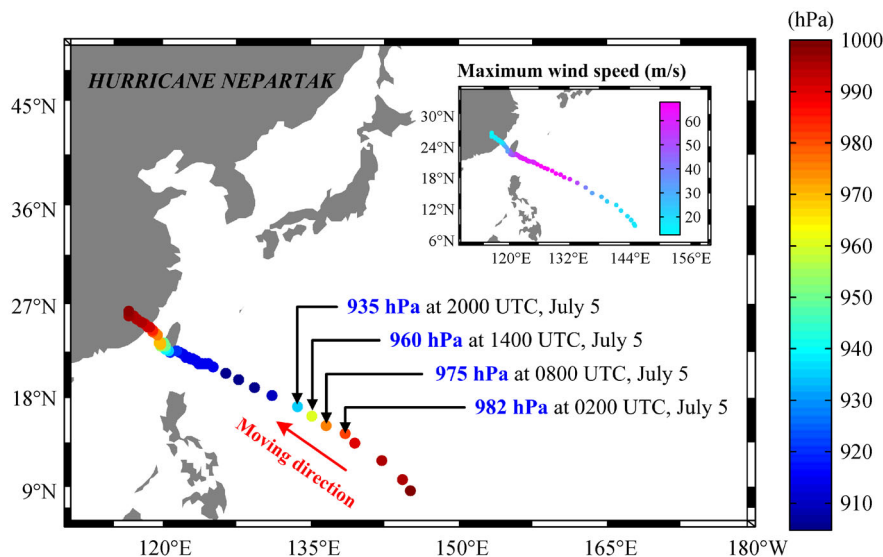 (hPa)
HURRICANE NEPARTAK
Maximum wind speed (m/s)
30°N
24°N
18°N
12°N
6°N
120°E 132°E 144°E 156°E
60
50
40
30
20
45°N
36°N
27°N
18°N
9°N
935 hPa at 2000 UTC, July 5
960 hPa at 1400 UTC, July 5
975 hPa at 0800 UTC, July 5
982 hPa at 0200 UTC, July 5
Moving direction
120°E 135°E 150°E 165°E 180°W
1000
990
980
970
960
950
940
930
920
910